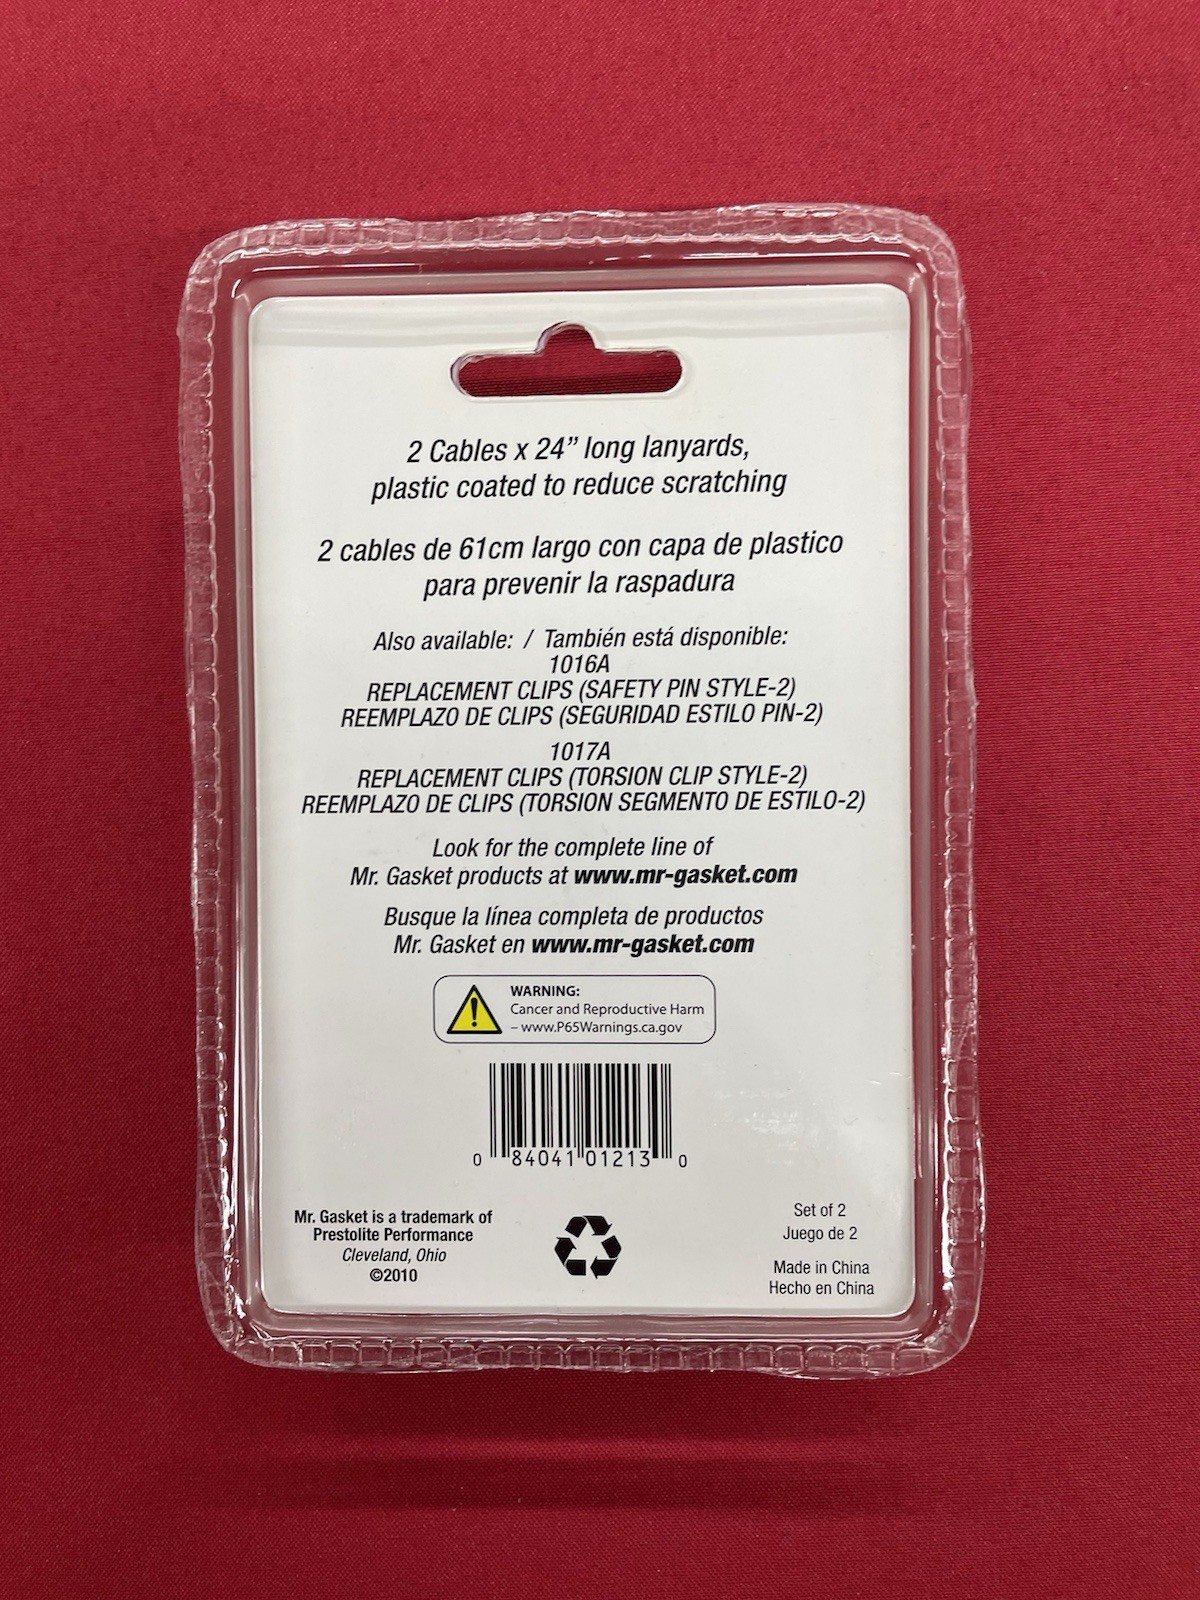 2 Cables x 24” long lanyards,
plastic coated to reduce scratching
2 cables de 61cm largo con capa de plastico
para prevenir la raspadura
Also available: / También está disponible:
1016A
REPLACEMENT CLIPS (SAFETY PIN STYLE-2)
REEMPLAZO DE CLIPS (SEGURIDAD ESTILO PIN-2)
1017A
REPLACEMENT CLIPS (TORSION CLIP STYLE-2)
REEMPLAZO DE CLIPS (TORSION SEGMENTO DE ESTILO-2)
Look for the complete line of
Mr. Gasket products at www.mr-gasket.com
Busque la línea completa de productos
Mr. Gasket en www.mr-gasket.com
WARNING:
Cancer and Reproductive Harm
– www.P65Warnings.ca.gov
0 84041 01213 0
Mr. Gasket is a trademark of
Prestolite Performance
Cleveland, Ohio
©2010
Set of 2
Juego de 2
Made in China
Hecho en China